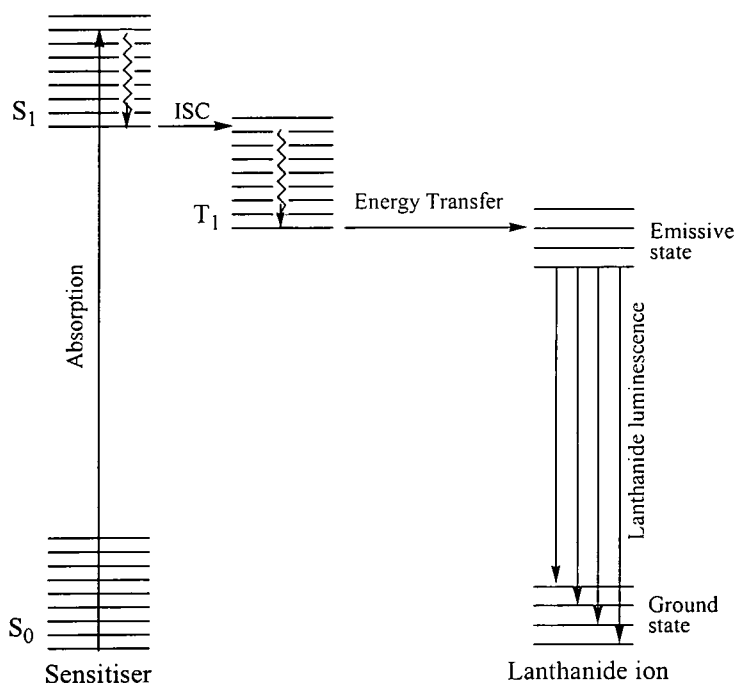 S1
ISC
T1
Energy Transfer
Emissive
state
Absorption
Lanthanide luminescence
S0
Ground
state
Sensitiser
Lanthanide ion